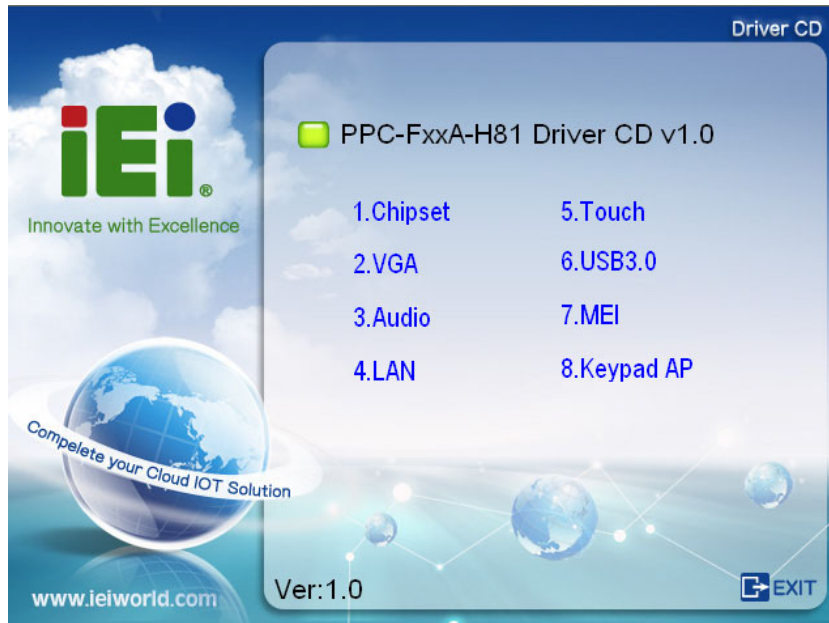 Driver CD
iEi®
Innovate with Excellence
PPC-FxxA-H81 Driver CD v1.0
1.Chipset
2.VGA
3.Audio
4.LAN
5.Touch
6.USB3.0
7.MEI
8.Keypad AP
Compelete your Cloud IOT Solution
www.ieiworld.com
Ver:1.0
EXIT